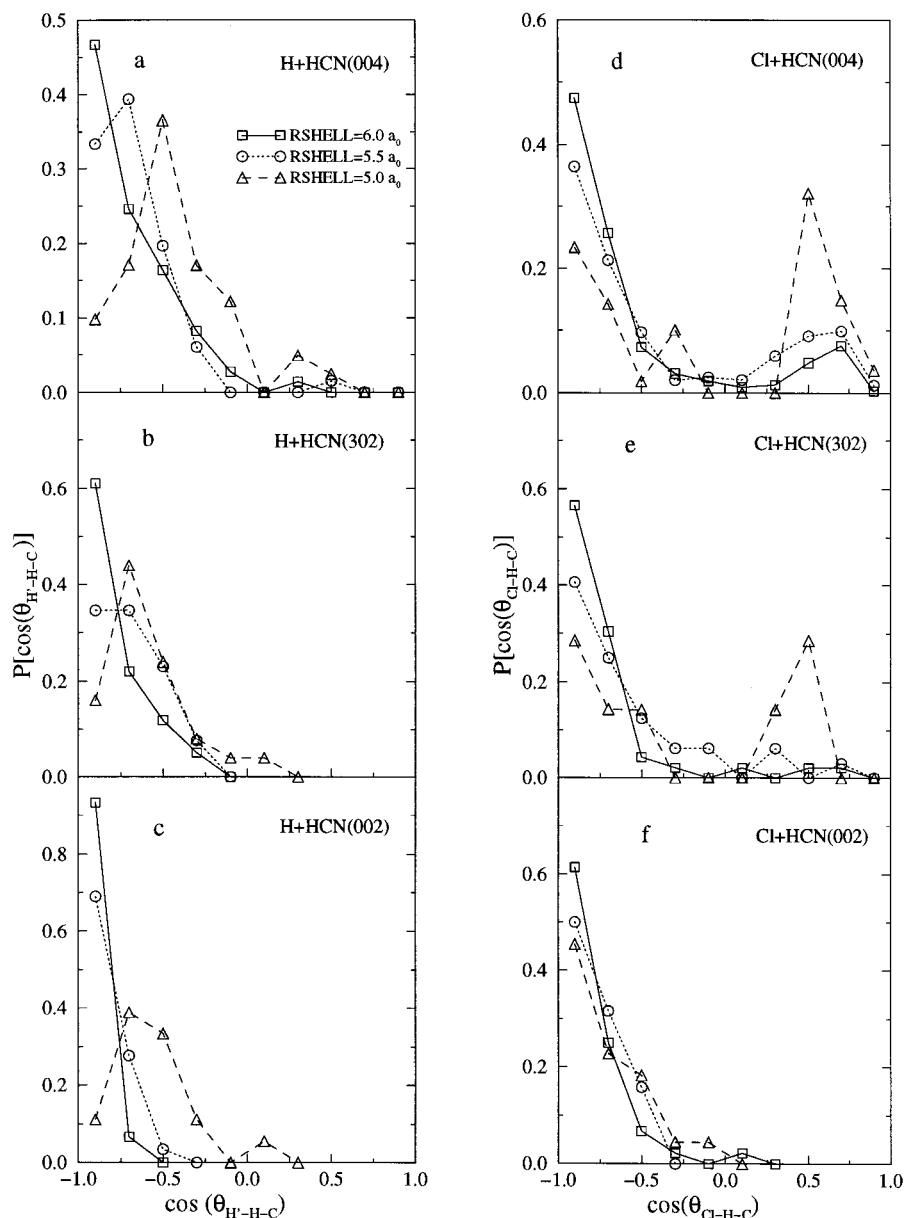 0.5
0.4
0.3
0.2
0.1
0.0
a
H+HCN(004)
RSHELL=6.0 a₀
RSHELL=5.5 a₀
RSHELL=5.0 a₀
0.6
0.4
0.2
0.0
b
H+HCN(302)
P[cos(θH'-H-C)]
0.8
0.6
0.4
0.2
0.0
c
H+HCN(002)
−1.0
−0.5
0.0
0.5
1.0
cos (θH'-H-C)
0.6
0.4
0.2
0.0
d
Cl+HCN(004)
0.6
0.4
0.2
0.0
e
Cl+HCN(302)
P[cos(θCl-H-C)]
0.6
0.4
0.2
0.0
f
Cl+HCN(002)
−1.0
−0.5
0.0
0.5
1.0
cos(θCl-H-C)